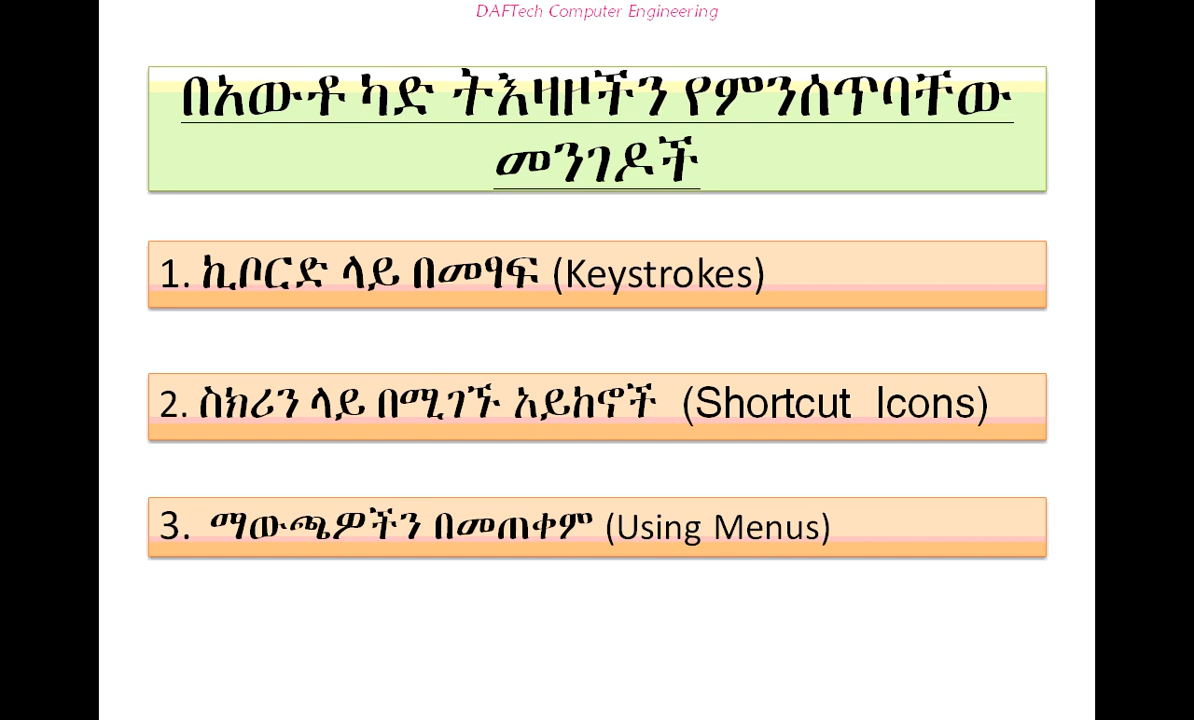 DAFTech Computer Engineering
በአውቶ ካድ ትእዛዞችን የምንሰጥባቸው
መንገዶች
1. ኪቦርድ ላይ በመፃፍ (Keystrokes)
2. ስክሪን ላይ በሚገኙ አይከኖች (Shortcut Icons)
3. ማውጫዎችን በመጠቀም (Using Menus)